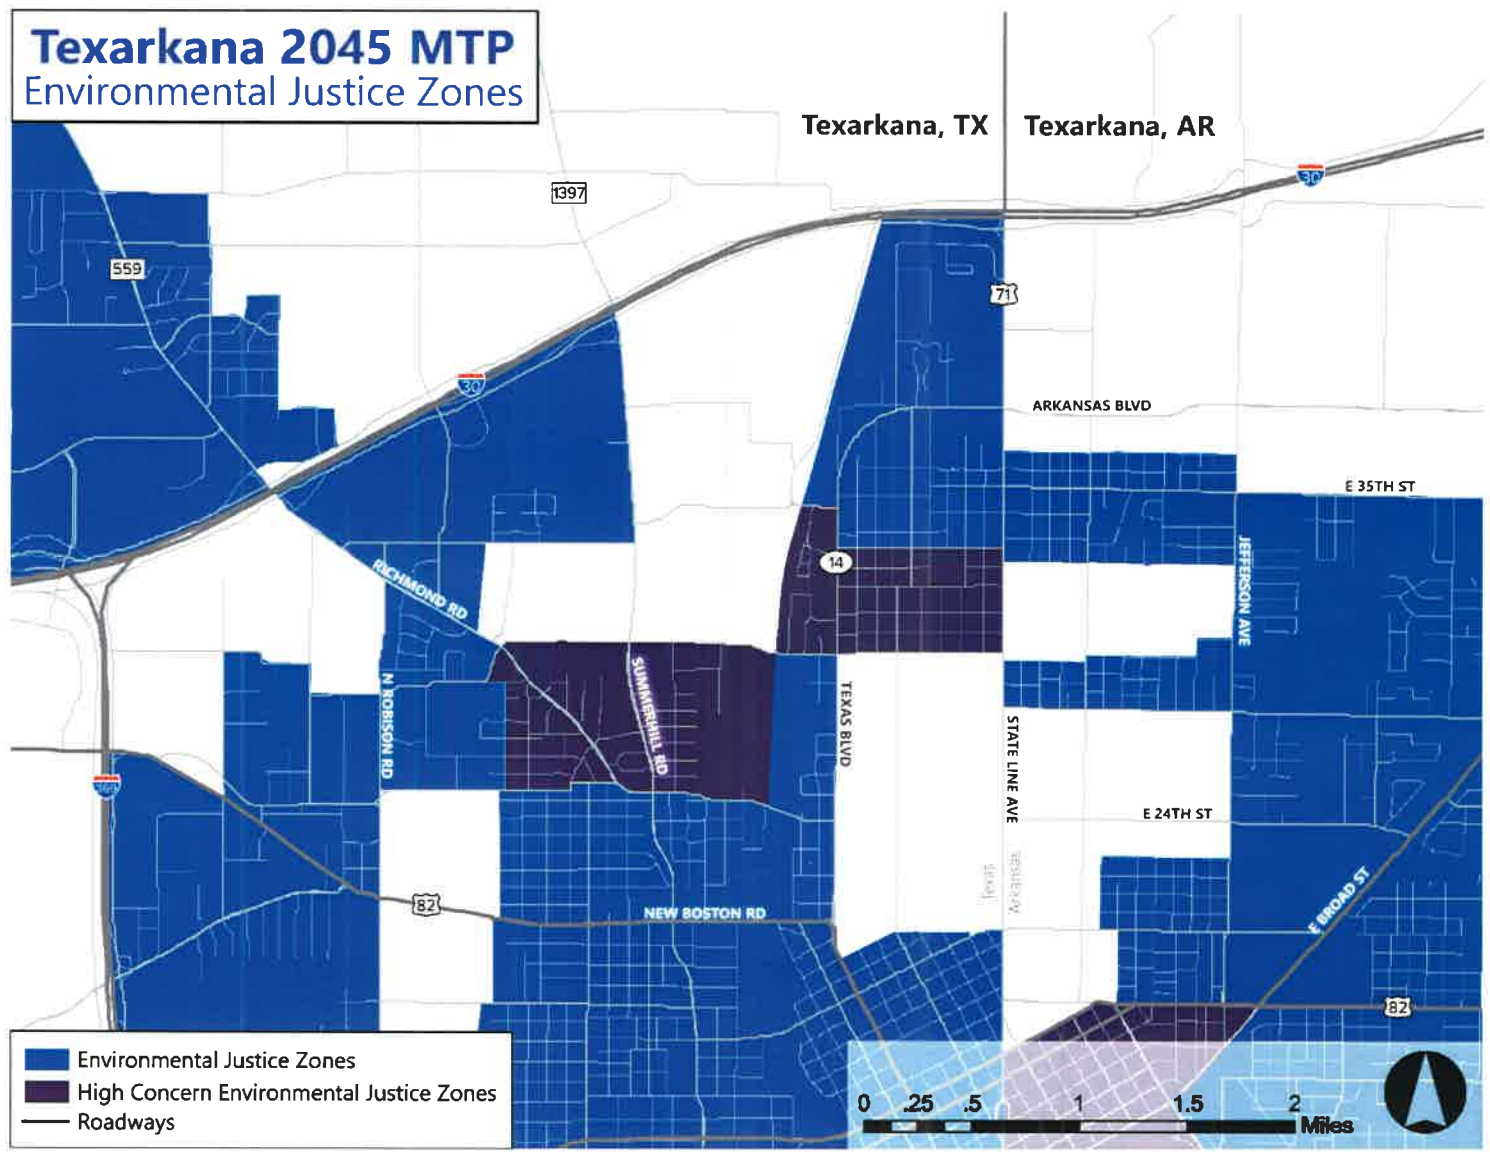 Texarkana 2045 MTP
Environmental Justice Zones
Texarkana, TX
Texarkana, AR
30
1397
559
71
30
ARKANSAS BLVD
E 35TH ST
14
JEFFERSON AVE
RICHMOND RD
N ROBISON RD
SUMMERHILL RD
TEXAS BLVD
STATE LINE AVE
E 24TH ST
Texas
Arkansas
82
NEW BOSTON RD
E BROAD ST
82
Environmental Justice Zones
High Concern Environmental Justice Zones
Roadways
0 .25 .5 1 1.5 2
Miles